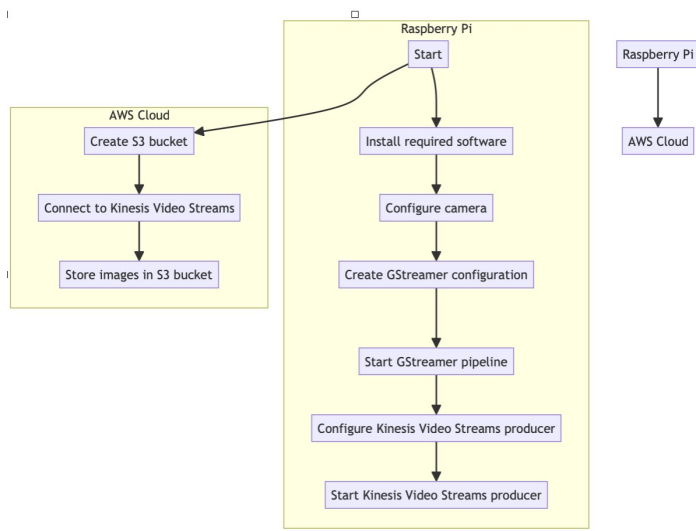 Raspberry Pi
Start
Raspberry Pi
AWS Cloud
Create S3 bucket
Install required software
AWS Cloud
Connect to Kinesis Video Streams
Configure camera
Store images in S3 bucket
Create GStreamer configuration
Start GStreamer pipeline
Configure Kinesis Video Streams producer
Start Kinesis Video Streams producer